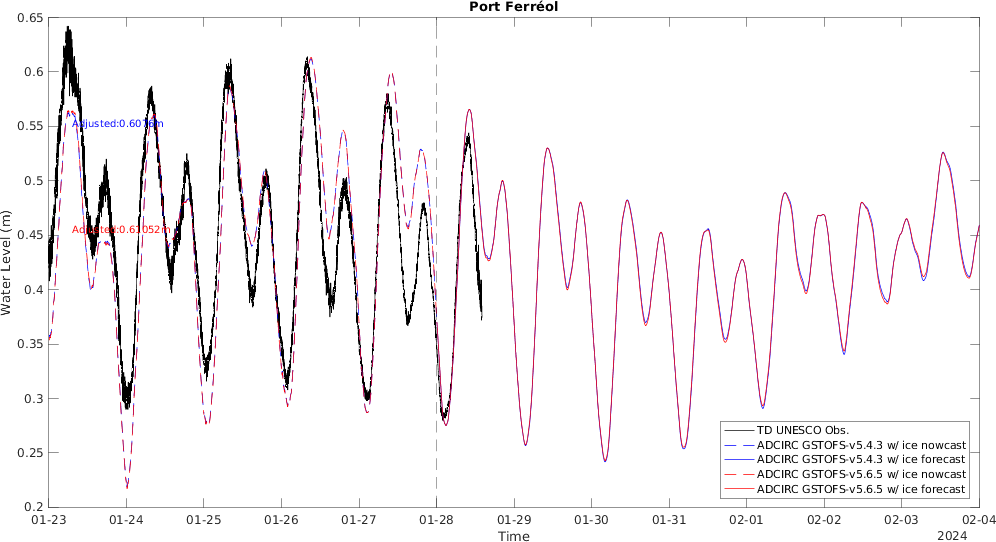 Port Ferréol
Water Level (m)
0.65
0.6
0.55
0.5
0.45
0.4
0.35
0.3
0.25
0.2
Adjusted:0.6076m
Adjusted:0.61052m
TD UNESCO Obs.
ADCIRC GSTOFS-v5.4.3 w/ ice nowcast
ADCIRC GSTOFS-v5.4.3 w/ ice forecast
ADCIRC GSTOFS-v5.6.5 w/ ice nowcast
ADCIRC GSTOFS-v5.6.5 w/ ice forecast
01-23 01-24 01-25 01-26 01-27 01-28 01-29 01-30 01-31 02-01 02-02 02-03 02-04
Time
2024